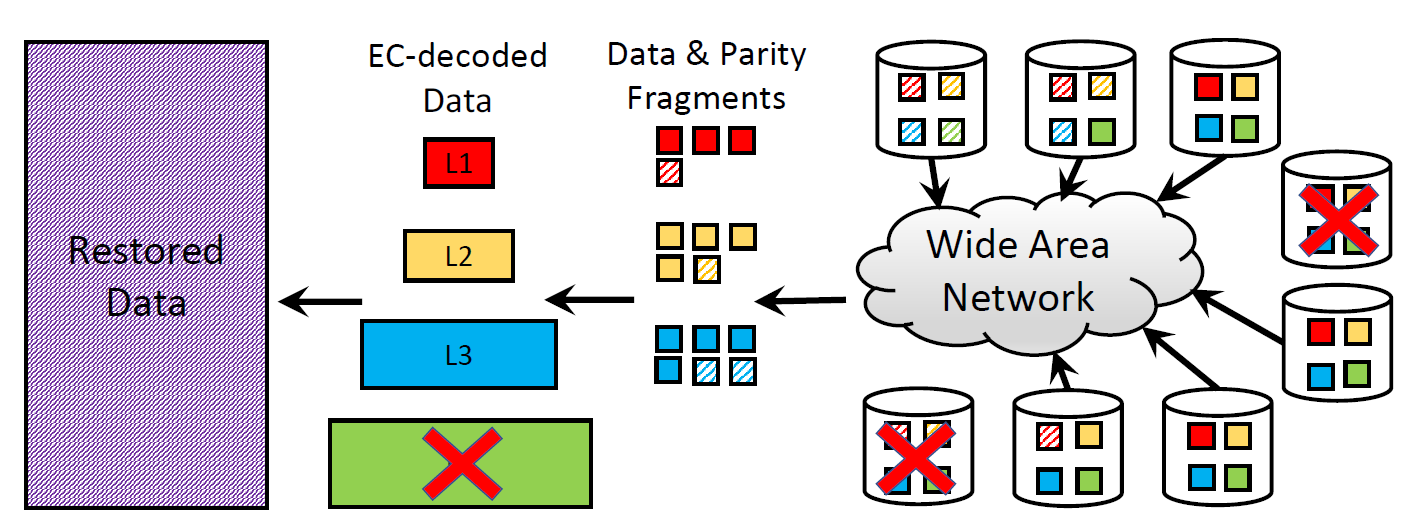 Restored
Data
EC-decoded
Data
L1
L2
L3
Data & Parity
Fragments
Wide Area
Network